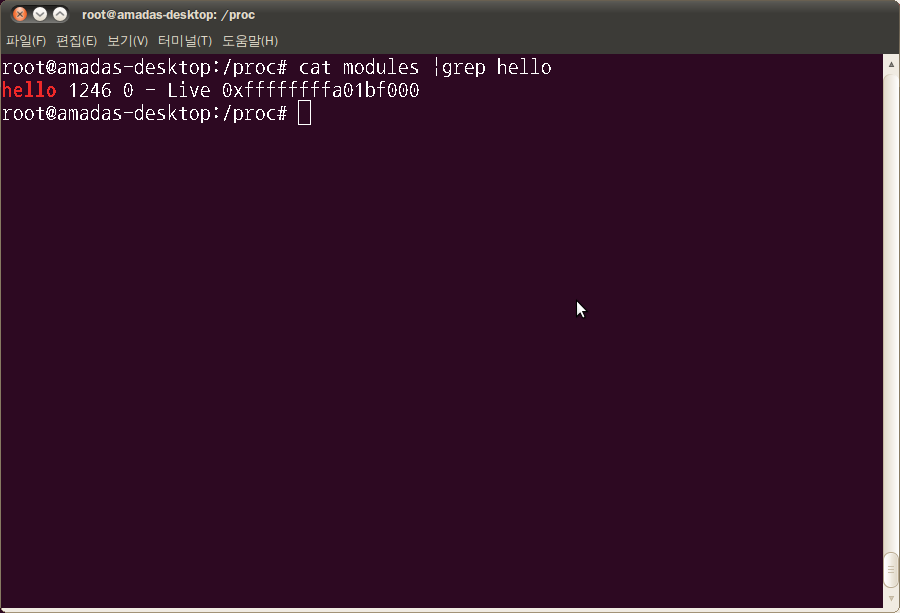 root@amadas-desktop: /proc
파일(F) 편집(E) 보기(V) 터미널(T) 도움말(H)
root@amadas-desktop:/proc# cat modules |grep hello
hello 1246 0 - Live 0xffffffffa01bf000
root@amadas-desktop:/proc#